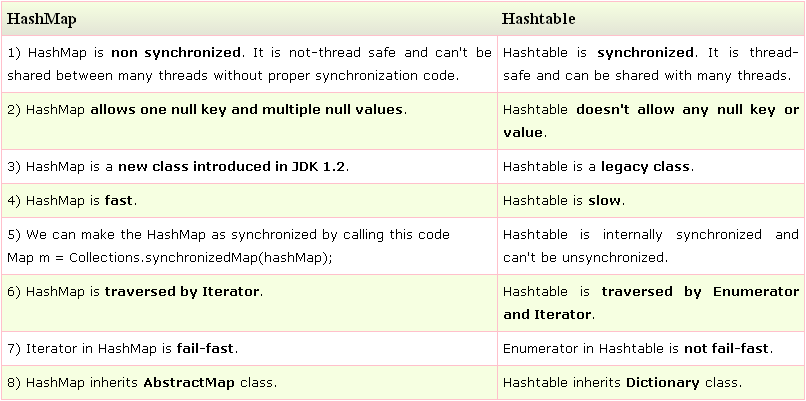 HashMap
Hashtable
1) HashMap is non synchronized. It is not-thread safe and can't be
shared between many threads without proper synchronization code.
Hashtable is synchronized. It is thread-
safe and can be shared with many threads.
2) HashMap allows one null key and multiple null values.
Hashtable doesn't allow any null key or
value.
3) HashMap is a new class introduced in JDK 1.2.
Hashtable is a legacy class.
4) HashMap is fast.
Hashtable is slow.
5) We can make the HashMap as synchronized by calling this code
Map m = Collections.synchronizedMap(hashMap);
Hashtable is internally synchronized and
can't be unsynchronized.
6) HashMap is traversed by Iterator.
Hashtable is traversed by Enumerator
and Iterator.
7) Iterator in HashMap is fail-fast.
Enumerator in Hashtable is not fail-fast.
8) HashMap inherits AbstractMap class.
Hashtable inherits Dictionary class.